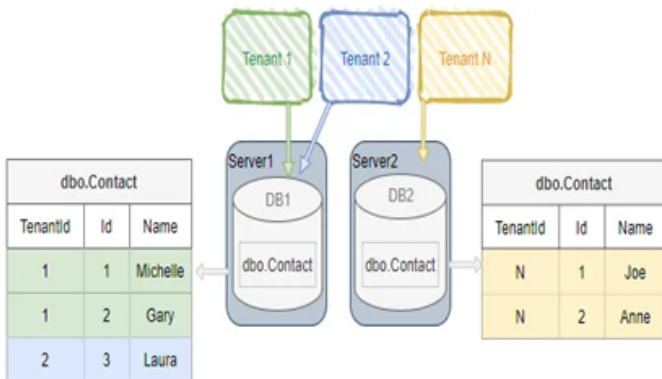 Tenant 1
Tenant 2
Tenant N
Server1
Server2
DB1
DB2
dbo.Contact
dbo.Contact
dbo.Contact
TenantId Id Name
1 1 Michelle
1 2 Gary
2 3 Laura
dbo.Contact
TenantId Id Name
N 1 Joe
N 2 Anne